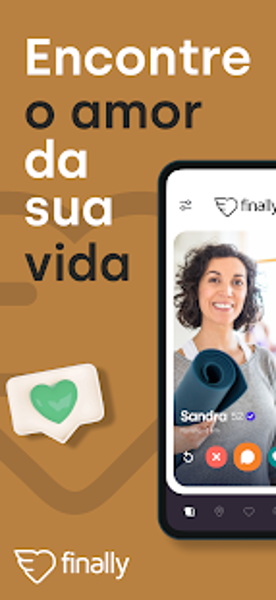 Encontre
o amor
da
sua
vida
finally
Sandra 52
finally